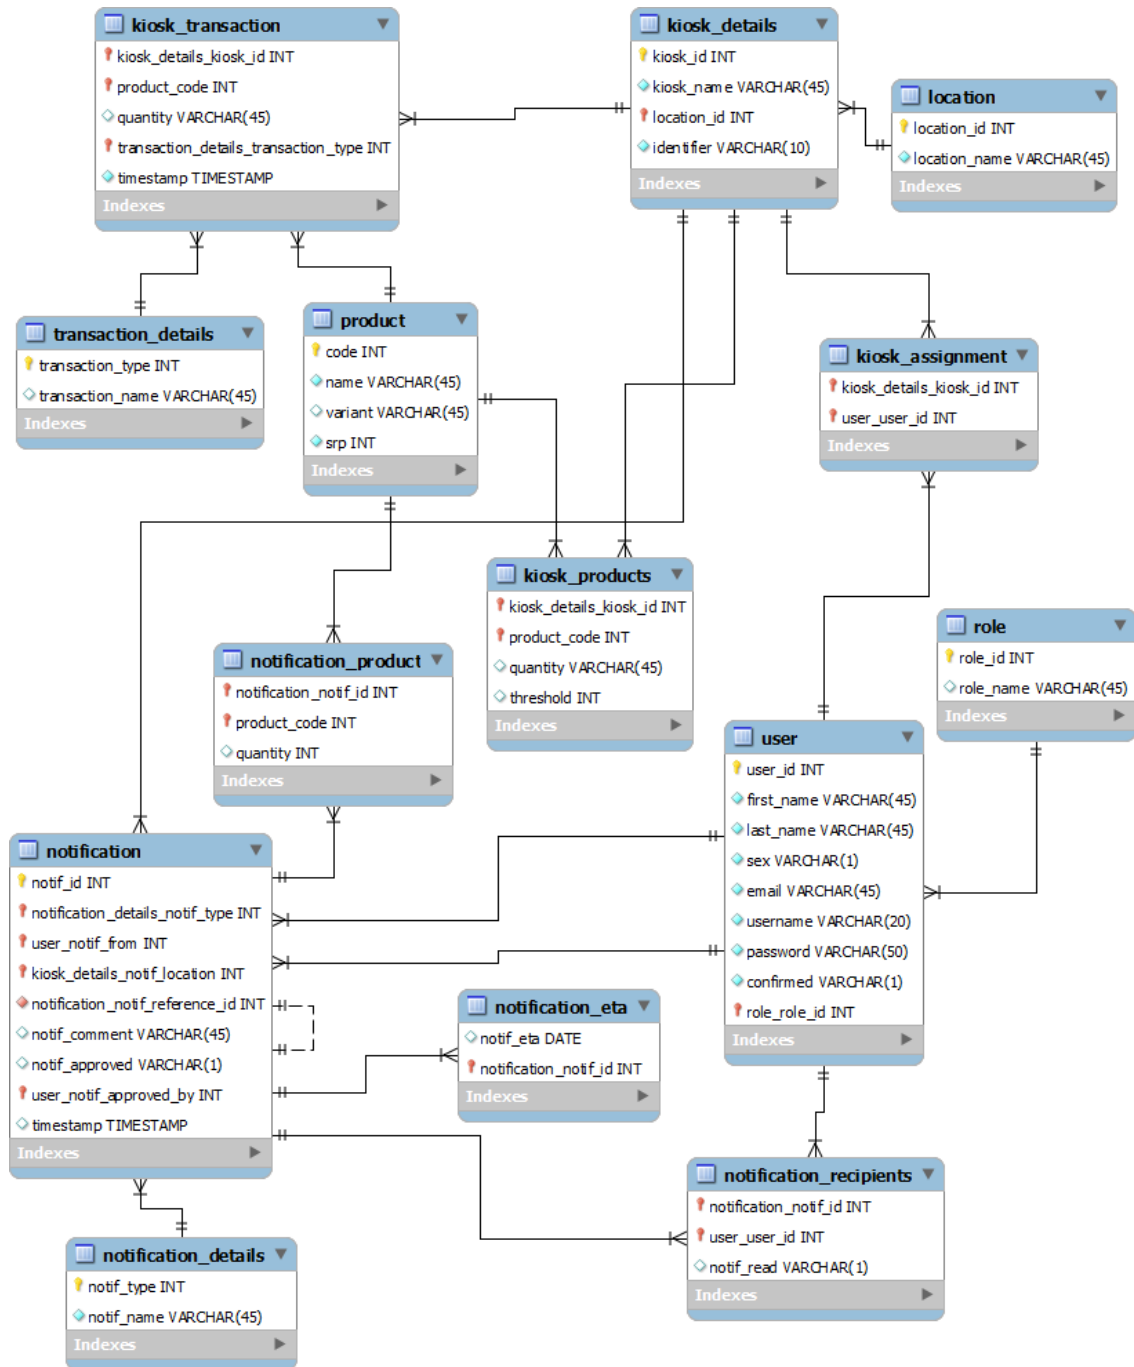 kiosk_transaction
kiosk_details_kiosk_id INT
product_code INT
quantity VARCHAR(45)
transaction_details_transaction_type INT
timestamp TIMESTAMP
Indexes
kiosk_details
kiosk_id INT
kiosk_name VARCHAR(45)
location_id INT
identifier VARCHAR(10)
Indexes
location
location_id INT
location_name VARCHAR(45)
Indexes
transaction_details
transaction_type INT
transaction_name VARCHAR(45)
Indexes
product
code INT
name VARCHAR(45)
variant VARCHAR(45)
srp INT
Indexes
kiosk_assignment
kiosk_details_kiosk_id INT
user_user_id INT
Indexes
kiosk_products
kiosk_details_kiosk_id INT
product_code INT
quantity VARCHAR(45)
threshold INT
Indexes
notification_product
notification_notif_id INT
product_code INT
quantity INT
Indexes
role
role_id INT
role_name VARCHAR(45)
Indexes
user
user_id INT
first_name VARCHAR(45)
last_name VARCHAR(45)
sex VARCHAR(1)
email VARCHAR(45)
username VARCHAR(20)
password VARCHAR(50)
confirmed VARCHAR(1)
role_role_id INT
Indexes
notification
notif_id INT
notification_details_notif_type INT
user_notif_from INT
kiosk_details_notif_location INT
notification_notif_reference_id INT
notif_comment VARCHAR(45)
notif_approved VARCHAR(1)
user_notif_approved_by INT
timestamp TIMESTAMP
Indexes
notification_eta
notif_eta DATE
notification_notif_id INT
Indexes
notification_recipients
notification_notif_id INT
user_user_id INT
notif_read VARCHAR(1)
Indexes
notification_details
notif_type INT
notif_name VARCHAR(45)
Indexes